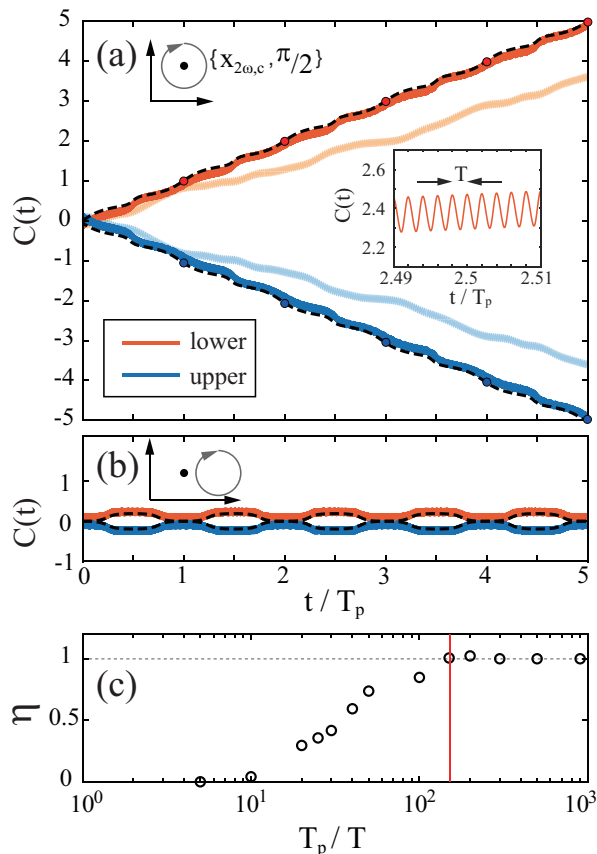 (a)
{x2ω,c , π/2}
5
4
3
2
1
0
-1
-2
-3
-4
-5
C(t)
2.6
2.4
2.2
C(t)
T
2.49 2.5 2.51
t / Tp
lower
upper
(b)
1
0
-1
C(t)
0 1 2 3 4 5
t / Tp
(c)
1
0.5
0
η
10^0 10^1 10^2 10^3
Tp / T